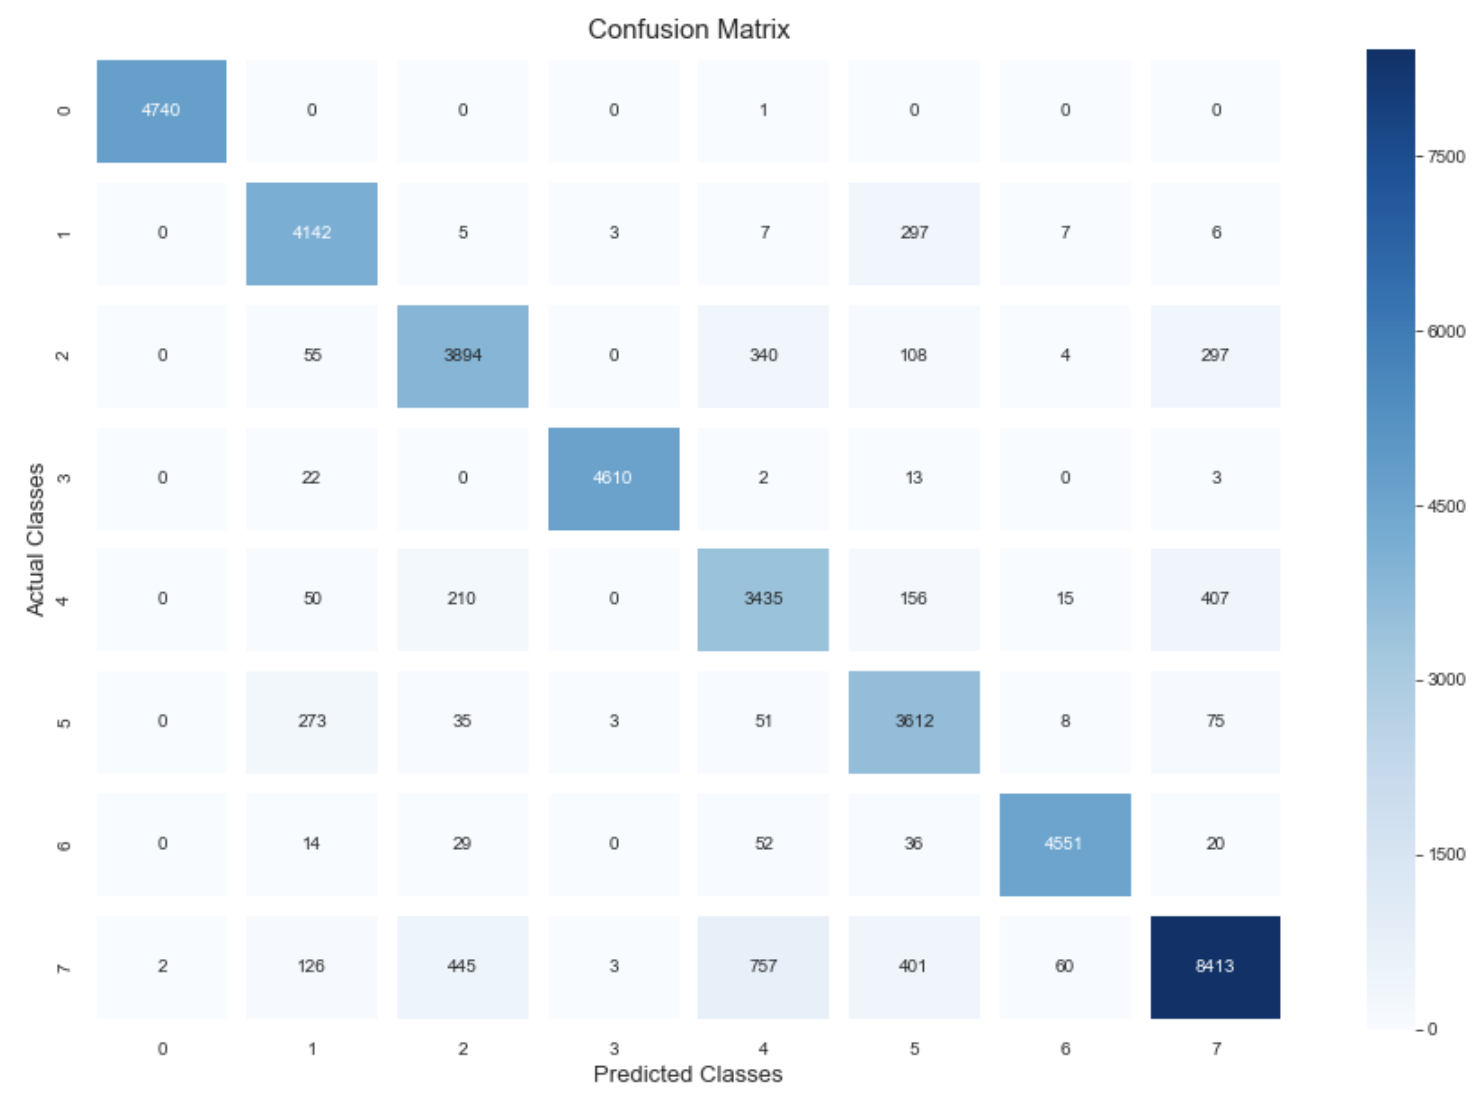 Confusion Matrix
0 4740 0 0 0 1 0 0 0
1 0 4142 5 3 7 297 7 6
2 0 55 3894 0 340 108 4 297
3 0 22 0 4610 2 13 0 3
4 0 50 210 0 3435 156 15 407
5 0 273 35 3 51 3612 8 75
6 0 14 29 0 52 36 4551 20
7 2 126 445 3 757 401 60 8413
0 1 2 3 4 5 6 7
Predicted Classes
Actual Classes
7500
6000
4500
3000
1500
0